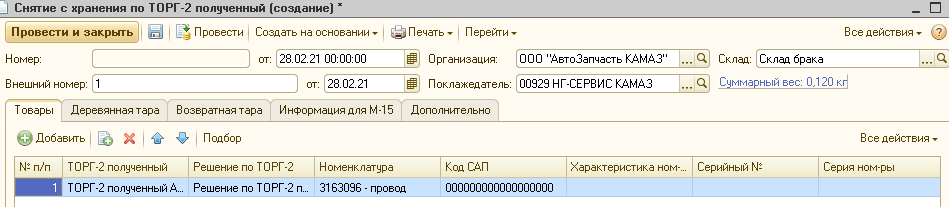 Снятие с хранения по ТОРГ-2 полученный (создание) *
Провести и закрыть Провести Создать на основании Печать Перейти Все действия ?
Номер: от: 28.02.21 00:00:00 Организация: ООО "АвтоЗапчасть КАМАЗ" ... Склад: Склад брака ...
Внешний номер: 1 от: 28.02.21 Поклажедатель: 00929 НГ-СЕРВИС КАМАЗ ... Суммарный вес: 0,120 кг
Товары Деревянная тара Возвратная тара Информация для М-15 Дополнительно
Добавить Подбор Все действия
№ п/п ТОРГ-2 полученный Решение по ТОРГ-2 Номенклатура Код САП Характеристика ном-... Серийный № Серия ном-ры
1 ТОРГ-2 полученный А... Решение по ТОРГ-2 п... 3163096 - провод 000000000000000000